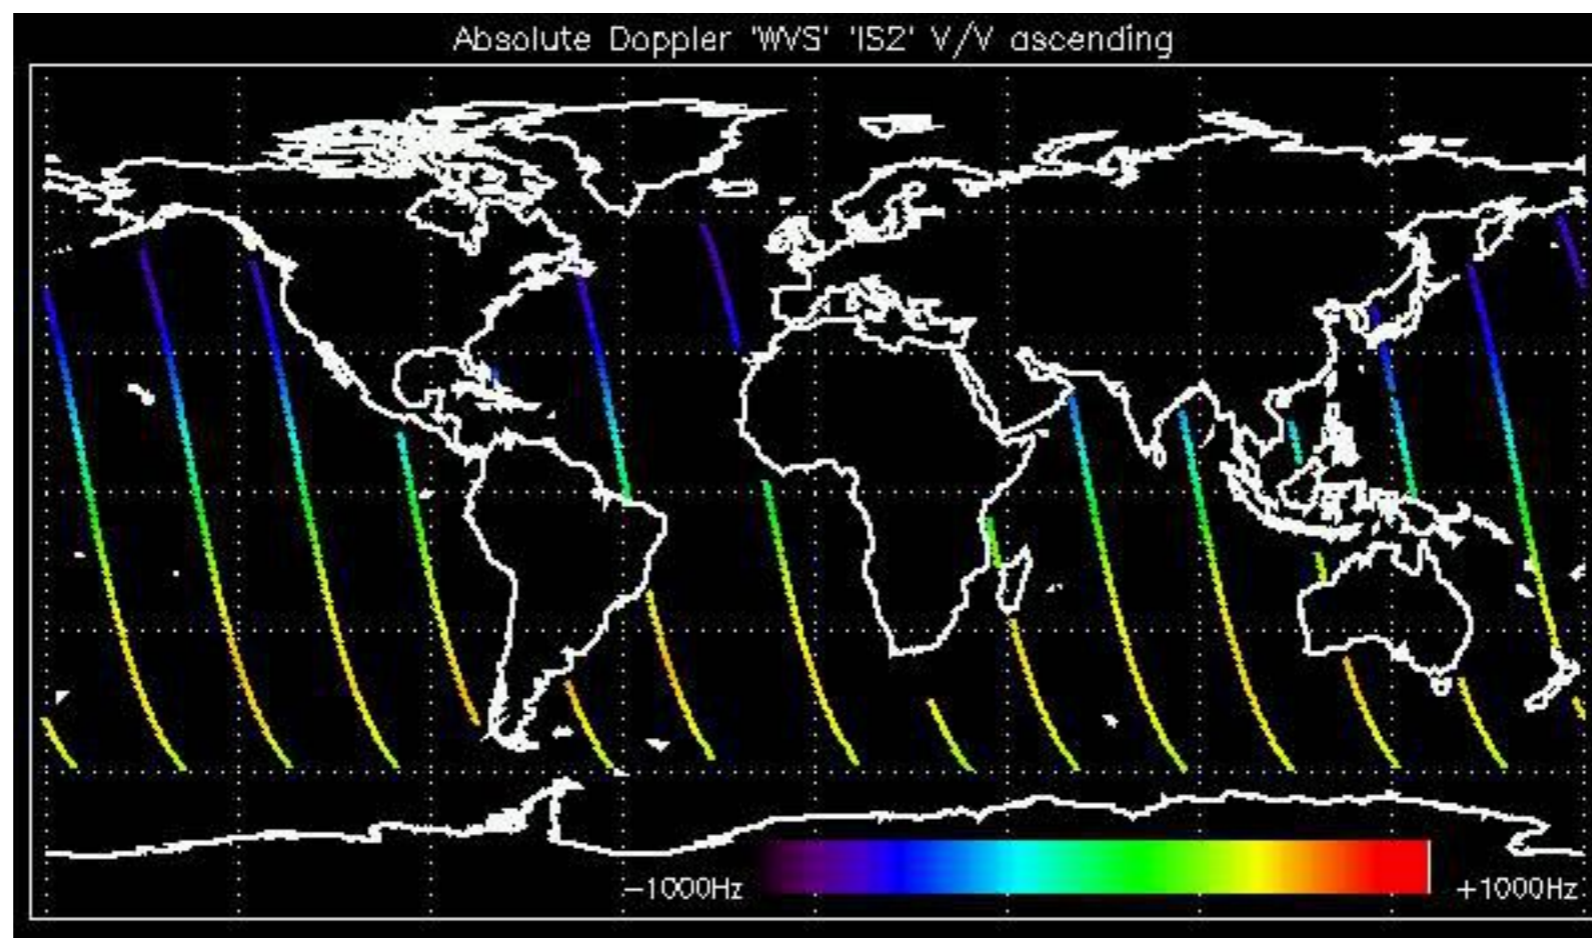 Absolute Doppler 'WVS' 'IS2' V/V ascending
−1000Hz +1000Hz